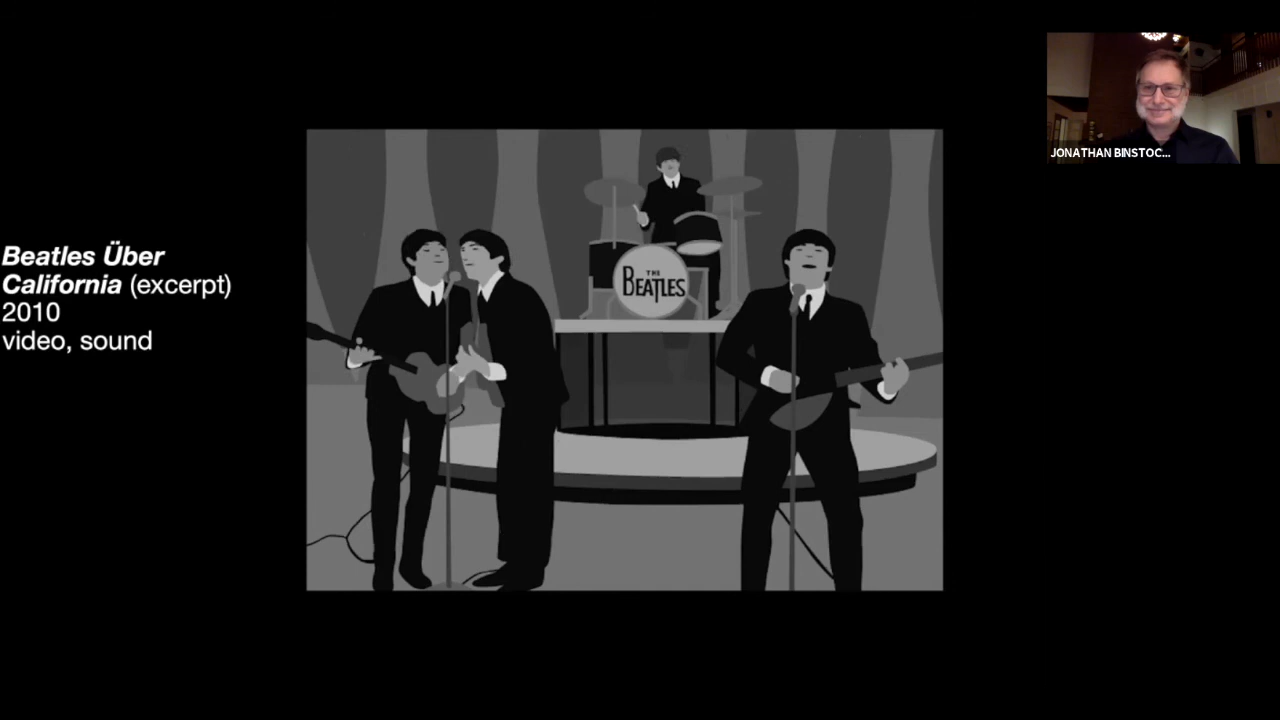 Beatles Über
California (excerpt)
2010
video, sound
THE
BEATLES
JONATHAN BINSTOC...